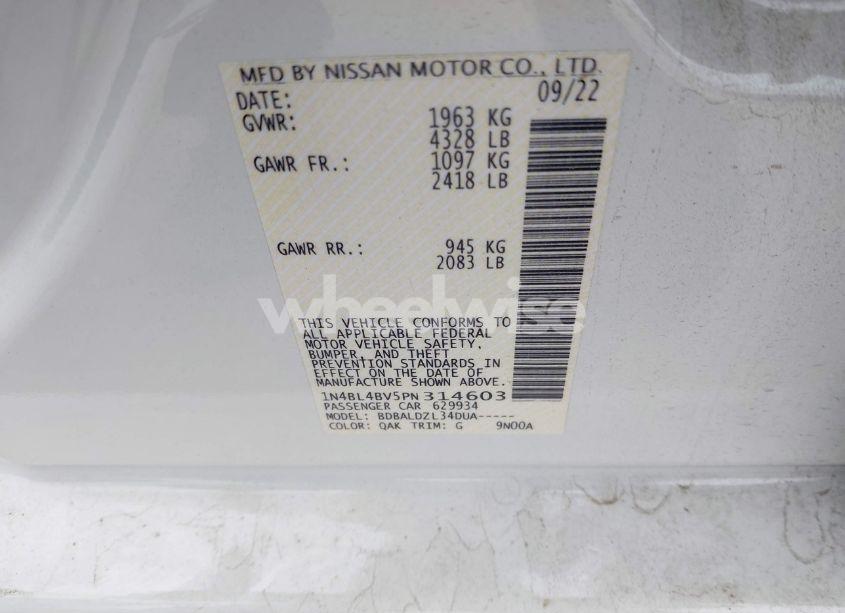 MFD BY NISSAN MOTOR CO., LTD.
DATE: 09/22
GVWR: 1963 KG
4328 LB
GAWR FR.: 1097 KG
2418 LB
GAWR RR.: 945 KG
2083 LB
wheelwise
THIS VEHICLE CONFORMS TO
ALL APPLICABLE FEDERAL
MOTOR VEHICLE SAFETY,
BUMPER, AND THEFT
PREVENTION STANDARDS IN
EFFECT ON THE DATE OF
MANUFACTURE SHOWN ABOVE.
1N4BL4BV5PN314603
PASSENGER CAR 629934
MODEL: BDBALDZL34DUA-----
COLOR: QAK TRIM: G 9N00A